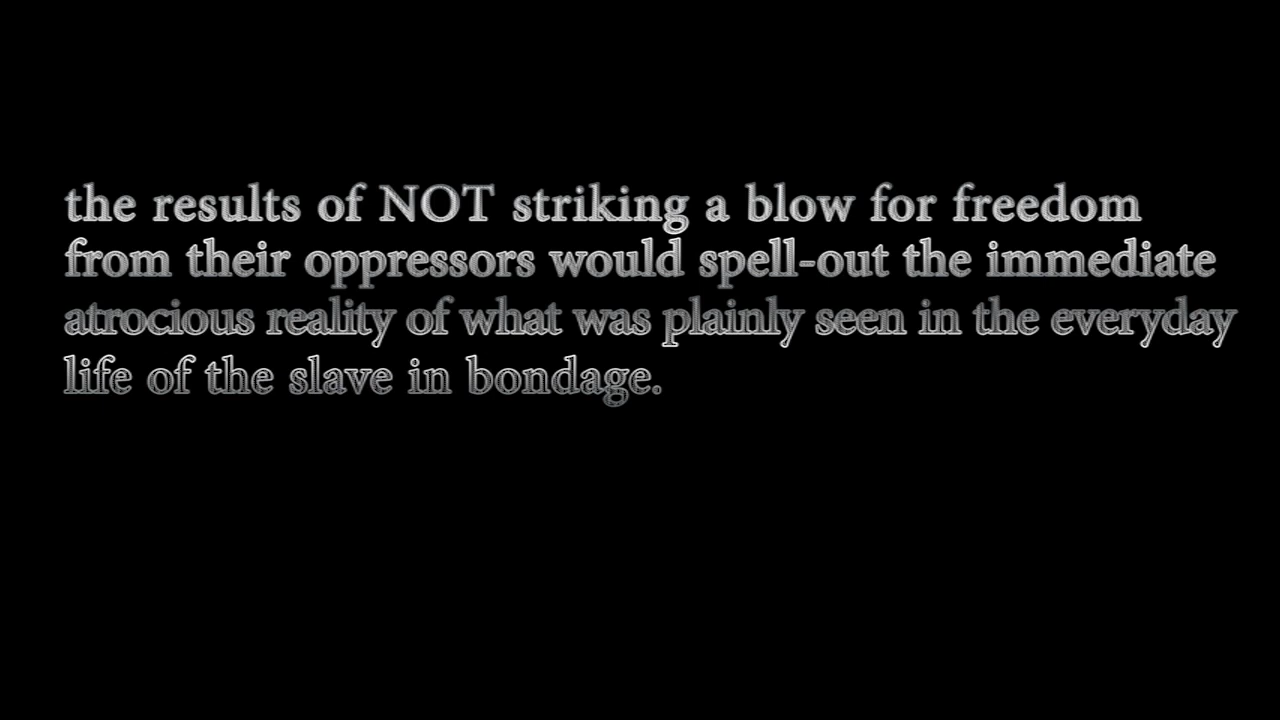 the results of NOT striking a blow for freedom
from their oppressors would spell-out the immediate
atrocious reality of what was plainly seen in the everyday
life of the slave in bondage.